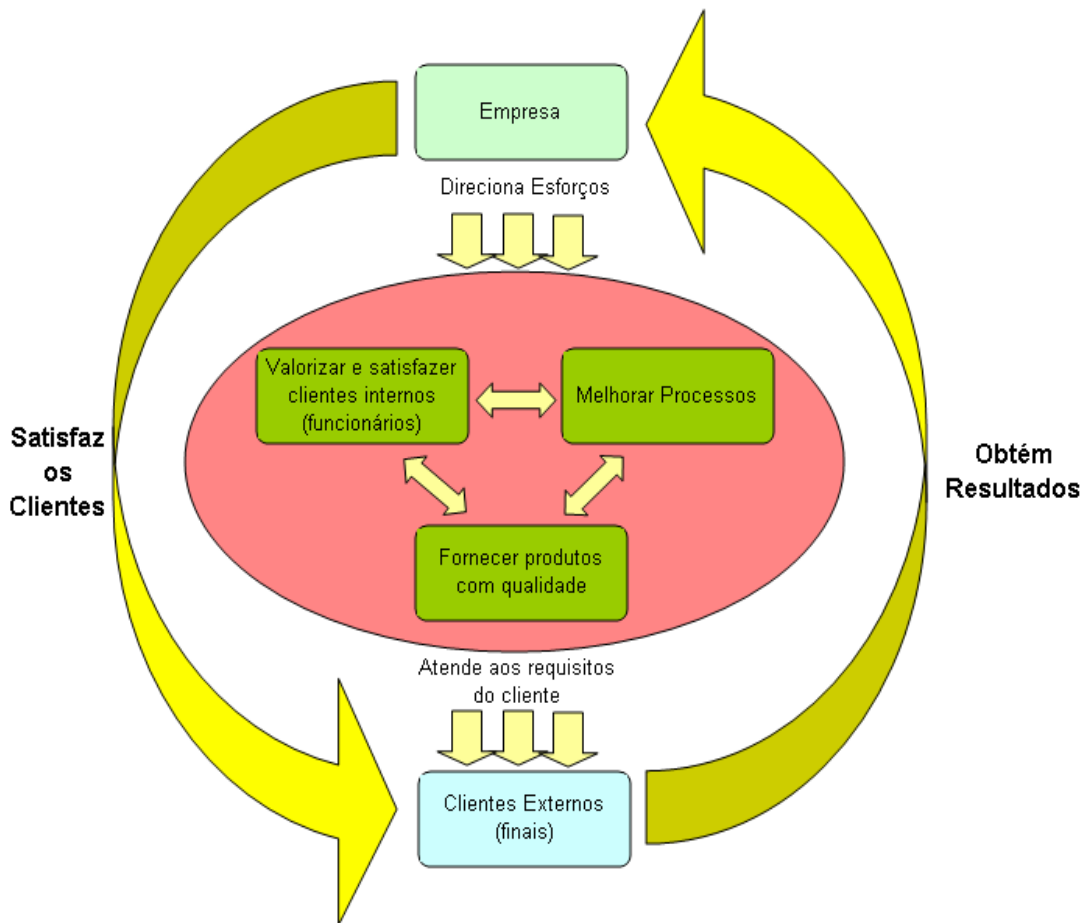 Empresa
Direciona Esforços
Valorizar e satisfazer
clientes internos
(funcionários)
Melhorar Processos
Fornecer produtos
com qualidade
Satisfaz
os
Clientes
Obtém
Resultados
Atende aos requisitos
do cliente
Clientes Externos
(finais)